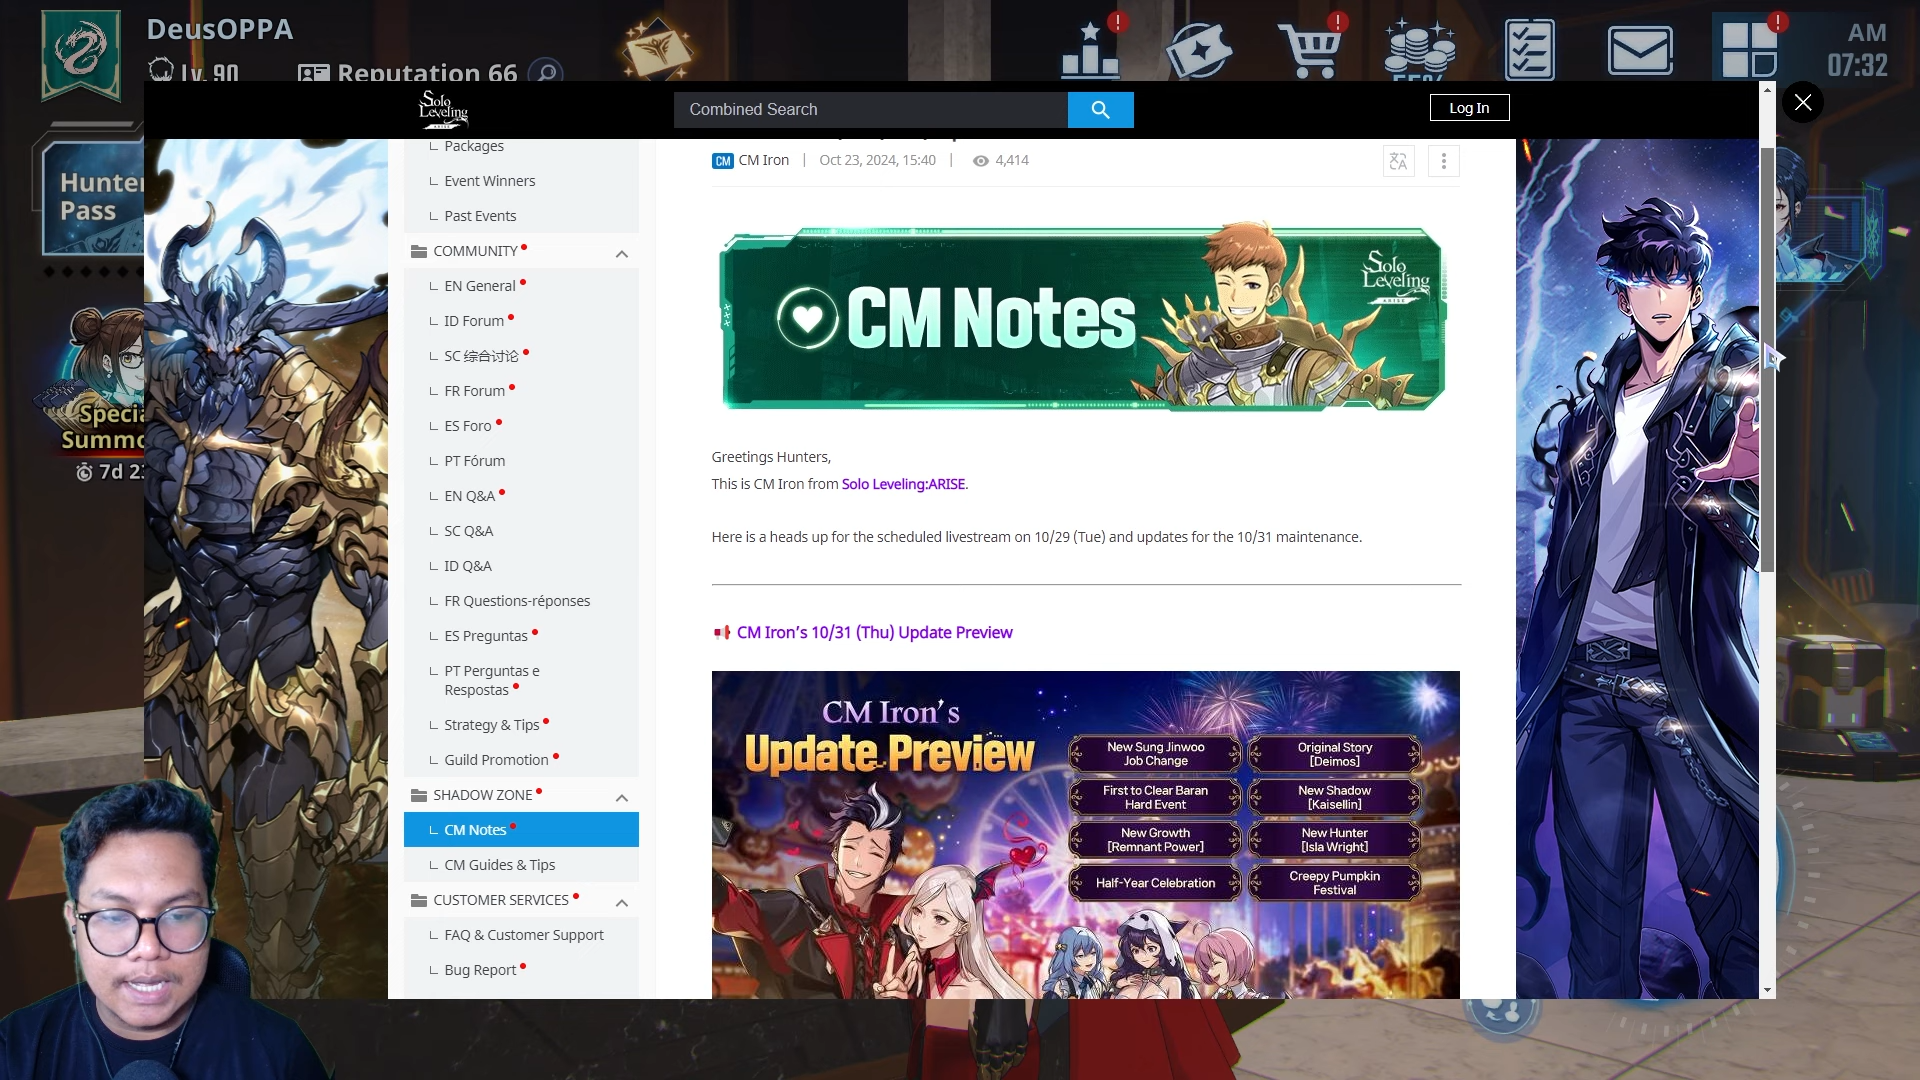 DeusOPPA
Lv. 90
Reputation 66
55%
AM
07:32
Hunter
Pass
Specia
Summo
7d 23
Solo
Leveling
ARISE
Combined Search
Log In
Packages
Event Winners
Past Events
COMMUNITY
EN General
ID Forum
SC 综合讨论
FR Forum
ES Foro
PT Fórum
EN Q&A
SC Q&A
ID Q&A
FR Questions-réponses
ES Preguntas
PT Perguntas e
Respostas
Strategy & Tips
Guild Promotion
SHADOW ZONE
CM Notes
CM Guides & Tips
CUSTOMER SERVICES
FAQ & Customer Support
Bug Report
CM CM Iron | Oct 23, 2024, 15:40 | 4,414
CM Notes
Solo
Leveling
ARISE
Greetings Hunters,
This is CM Iron from Solo Leveling:ARISE.
Here is a heads up for the scheduled livestream on 10/29 (Tue) and updates for the 10/31 maintenance.
CM Iron's 10/31 (Thu) Update Preview
CM Iron's
Update Preview
New Sung Jinwoo
Job Change
Original Story
[Deimos]
First to Clear Baran
Hard Event
New Shadow
[Kaisellin]
New Growth
[Remnant Power]
New Hunter
[Isla Wright]
Half-Year Celebration
Creepy Pumpkin
Festival